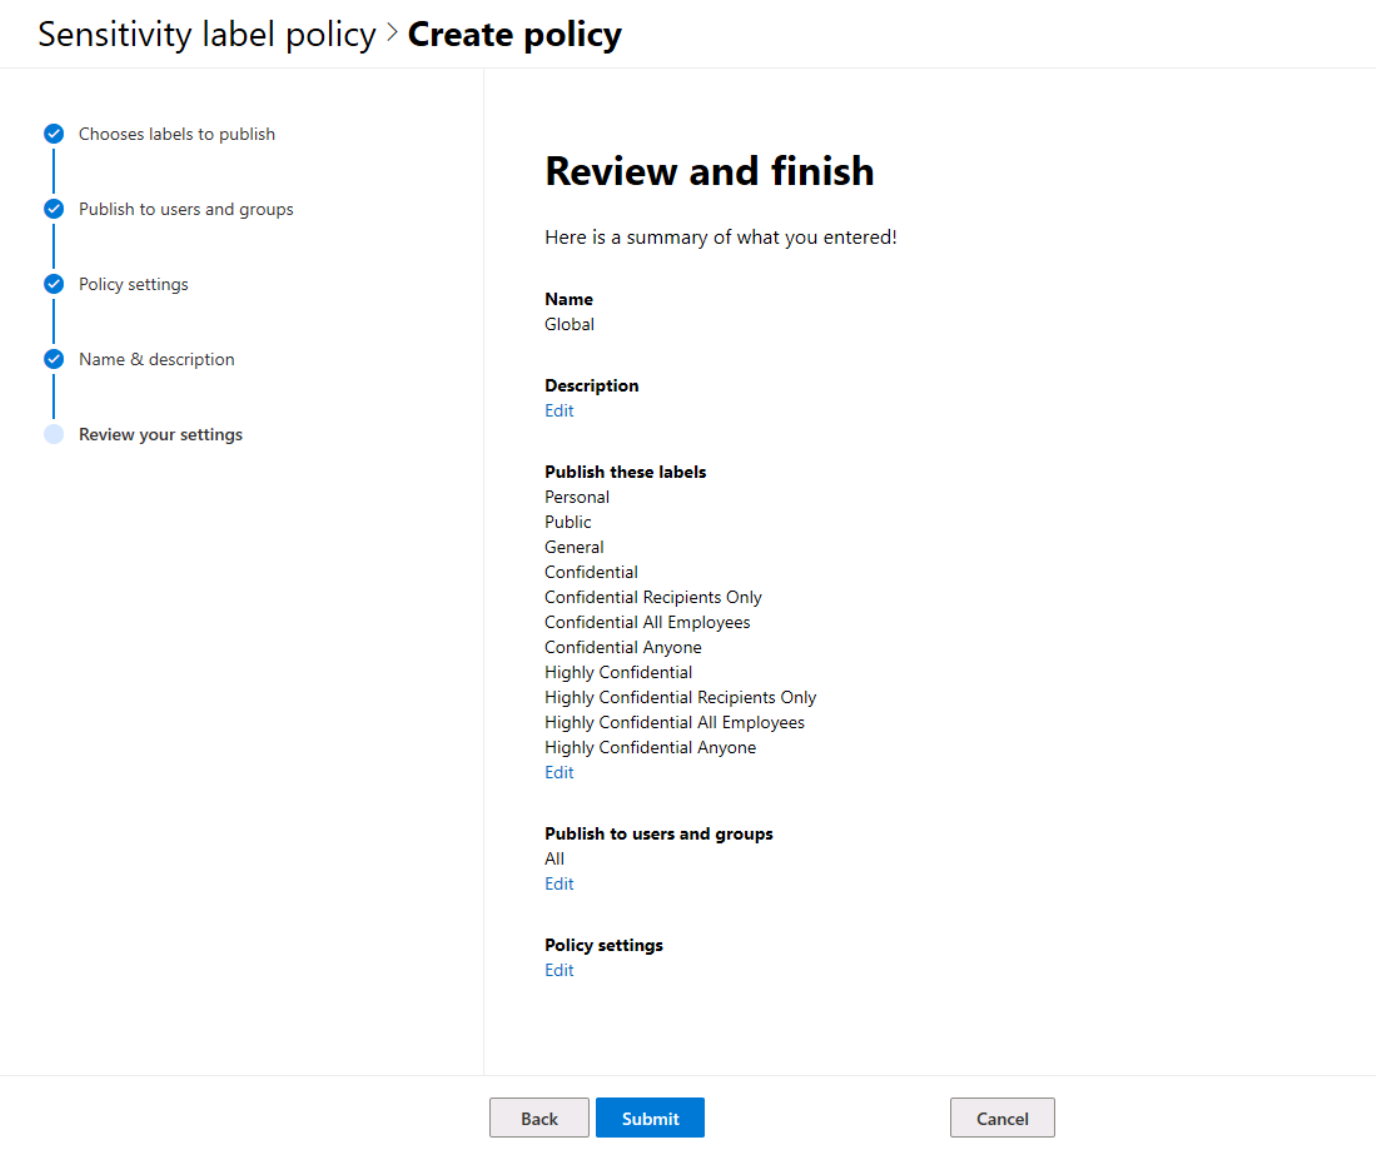 Sensitivity label policy > Create policy
Chooses labels to publish
Publish to users and groups
Policy settings
Name & description
Review your settings
Review and finish
Here is a summary of what you entered!
Name
Global
Description
Edit
Publish these labels
Personal
Public
General
Confidential
Confidential Recipients Only
Confidential All Employees
Confidential Anyone
Highly Confidential
Highly Confidential Recipients Only
Highly Confidential All Employees
Highly Confidential Anyone
Edit
Publish to users and groups
All
Edit
Policy settings
Edit
Back Submit Cancel